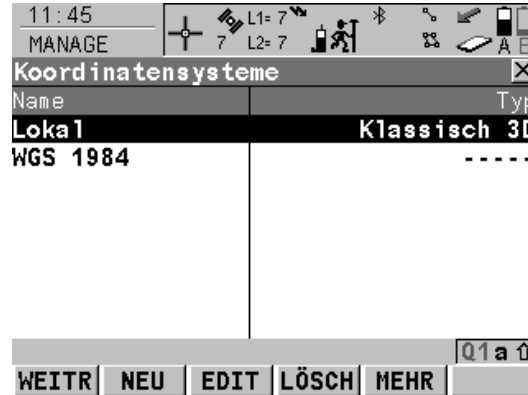 11:45
MANAGE
7 L1= 7
L2= 7
A B
Koordinatensysteme
Name Typ
Lokal Klassisch 3D
WGS 1984 -----
Q1 a
WEITR NEU EDIT LÖSCH MEHR